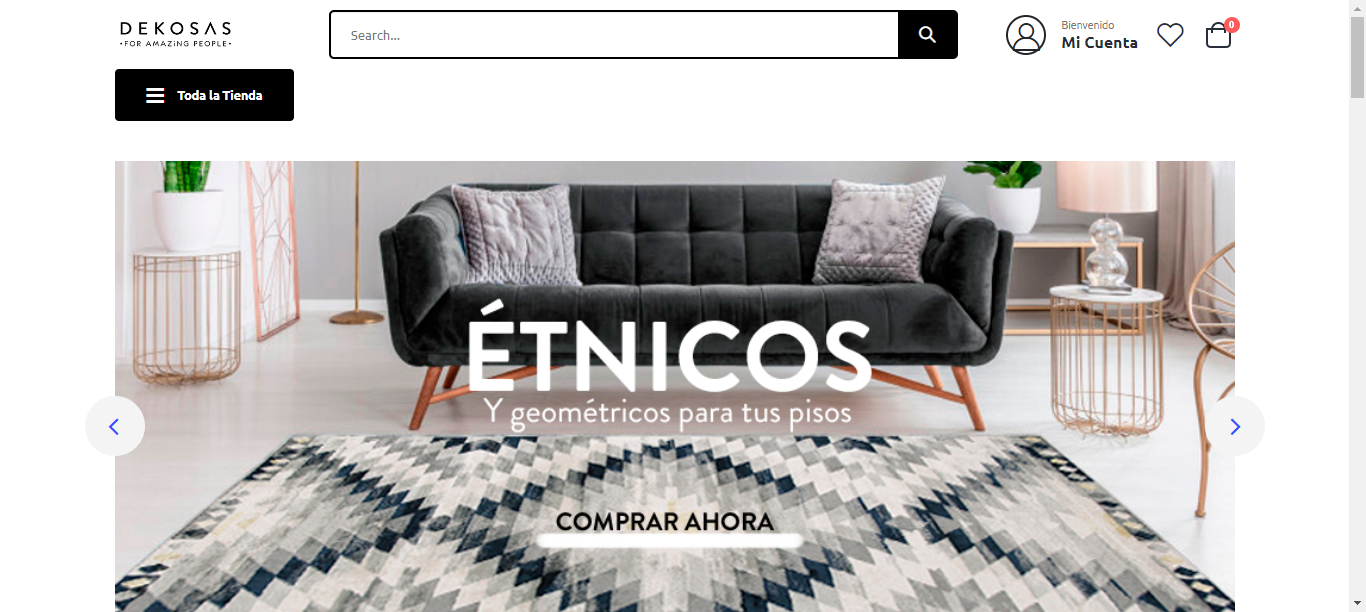 DEKOSAS
•FOR AMAZiNG PEOPLE•
Search...
Bienvenido
Mi Cuenta
0
Toda la Tienda
ÉTNICOS
Y geométricos para tus pisos
COMPRAR AHORA